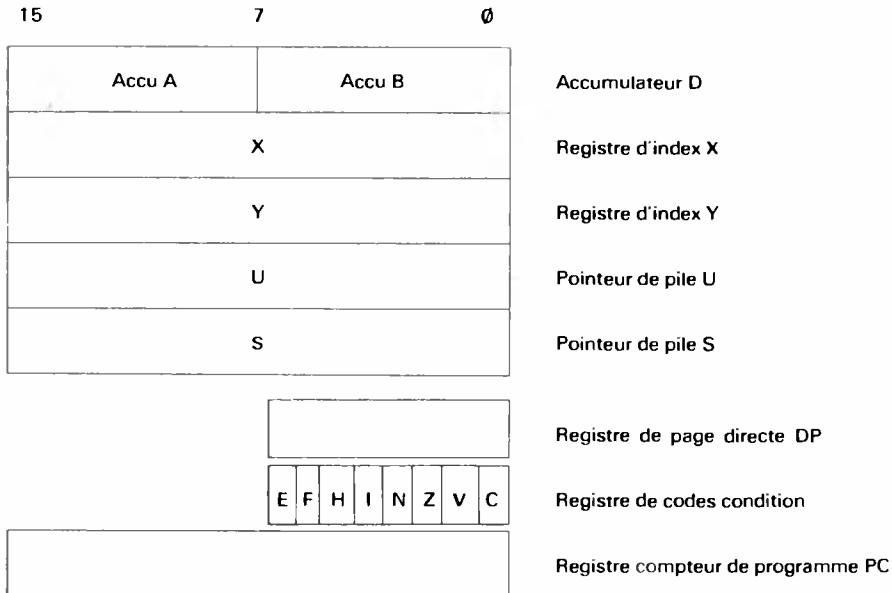 15 7 Ø
Accu A Accu B Accumulateur D
X Registre d'index X
Y Registre d'index Y
U Pointeur de pile U
S Pointeur de pile S
Registre de page directe DP
E F H I N Z V C Registre de codes condition
Registre compteur de programme PC